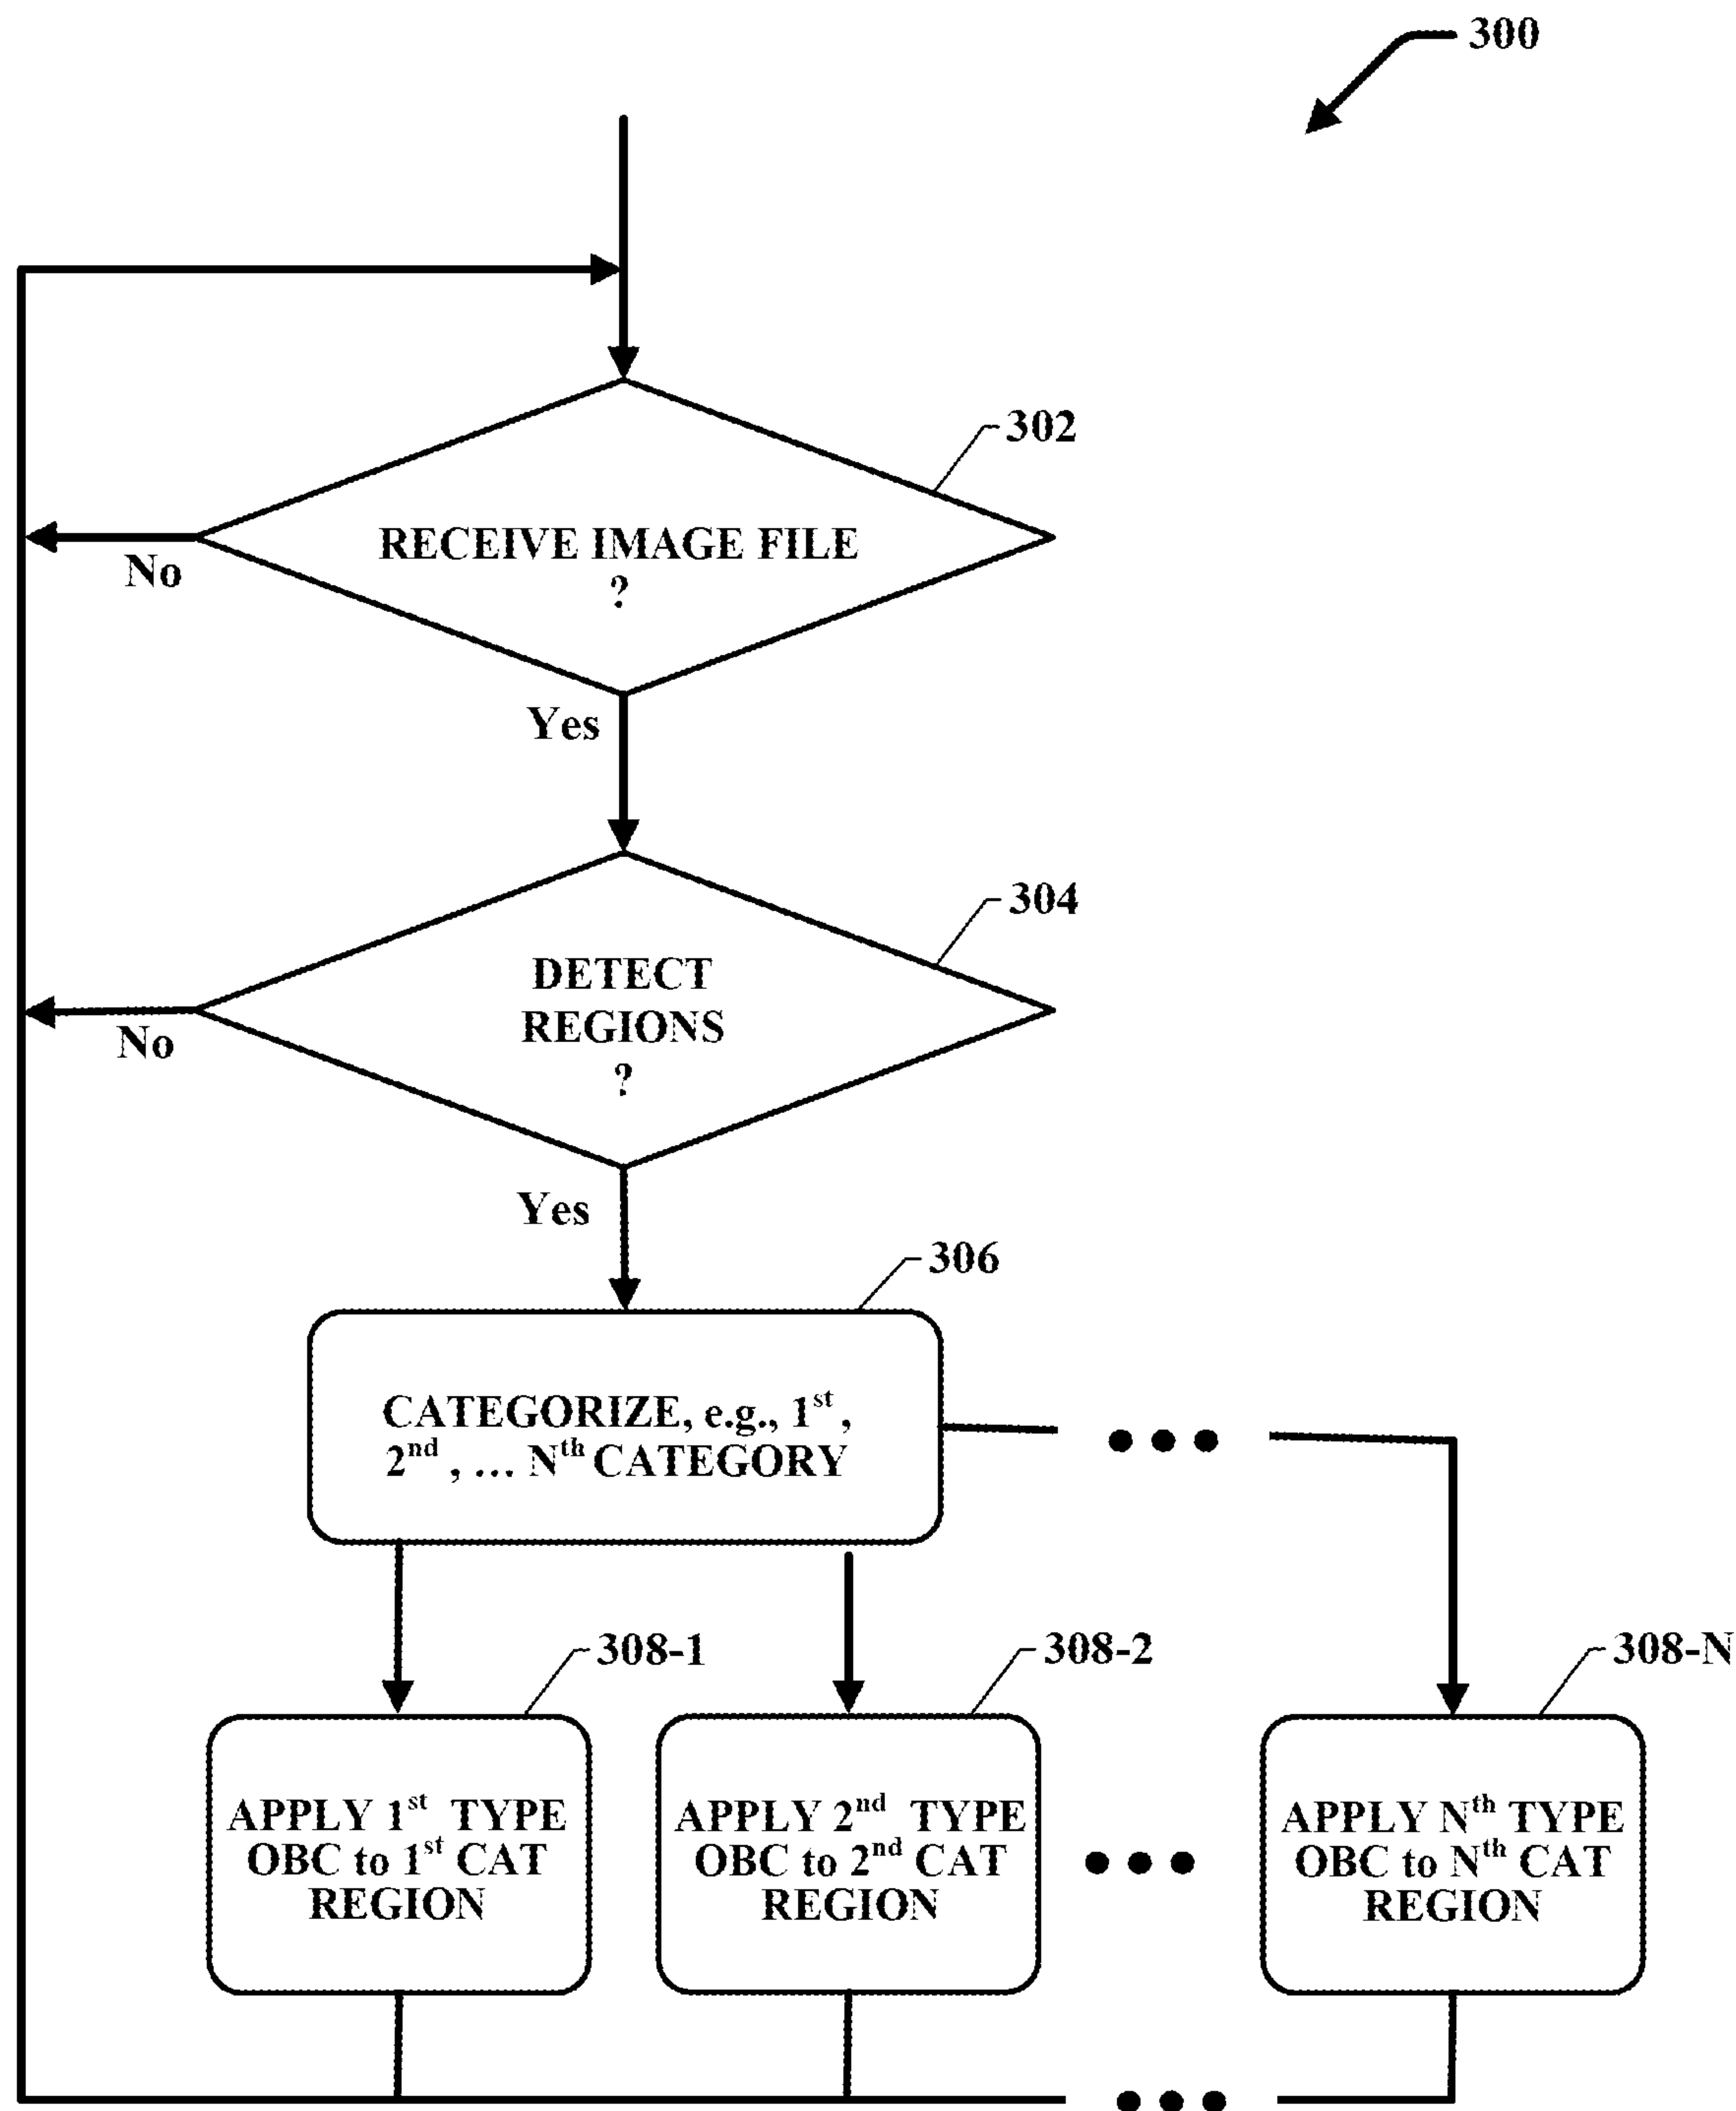 300
302
RECEIVE IMAGE FILE
?
No
Yes
304
DETECT
REGIONS
?
No
Yes
306
CATEGORIZE, e.g., 1st,
2nd, ... Nth CATEGORY
308-1
308-2
308-N
APPLY 1st TYPE
OBC to 1st CAT
REGION
APPLY 2nd TYPE
OBC to 2nd CAT
REGION
APPLY Nth TYPE
OBC to Nth CAT
REGION